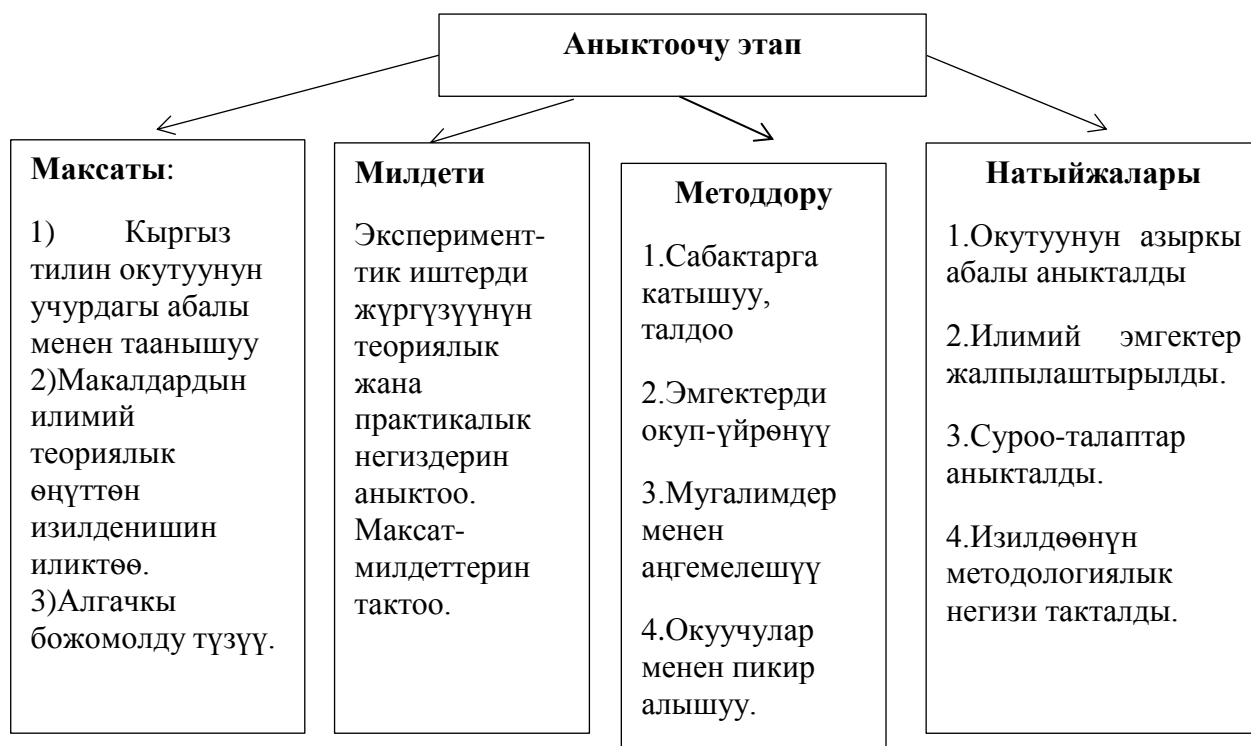 Аныктоочу этап
Максаты:
1) Кыргыз
тилин окутуунун
учурдагы абалы
менен таанышуу
2)Макалдардын
илимий
теориялык
өңүттөн
изилденишин
иликтөө.
3)Алгачкы
божомолду түзүү.
Милдети
Эксперимент-
тик иштерди
жүргүзүүнүн
теориялык
жана
практикалык
негиздерин
аныктоо.
Максат-
милдеттерин
тактоо.
Методдору
1.Сабактарга
катышуу,
талдоо
2.Эмгектерди
окуп-үйрөнүү
3.Мугалимдер
менен
аңгемелешүү
4.Окуучулар
менен пикир
алышуу.
Натыйжалары
1.Окутуунун азыркы
абалы аныкталды
2.Илимий эмгектер
жалпылаштырылды.
3.Суроо-талаптар
аныкталды.
4.Изилдөөнүн
методологиялык
негизи такталды.